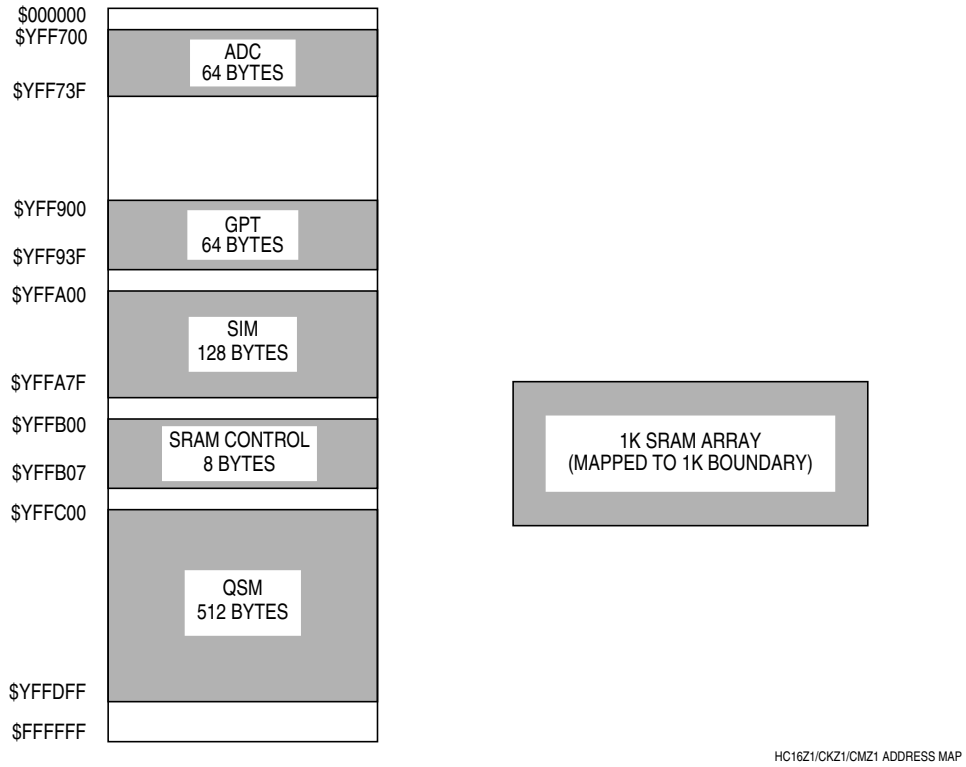 $000000
$YFF700
ADC
64 BYTES
$YFF73F
$YFF900
GPT
64 BYTES
$YFF93F
$YFFA00
SIM
128 BYTES
$YFFA7F
$YFFB00
SRAM CONTROL
8 BYTES
$YFFB07
1K SRAM ARRAY
(MAPPED TO 1K BOUNDARY)
$YFFC00
QSM
512 BYTES
$YFFDFF
$FFFFFF
HC16Z1/CKZ1/CMZ1 ADDRESS MAP